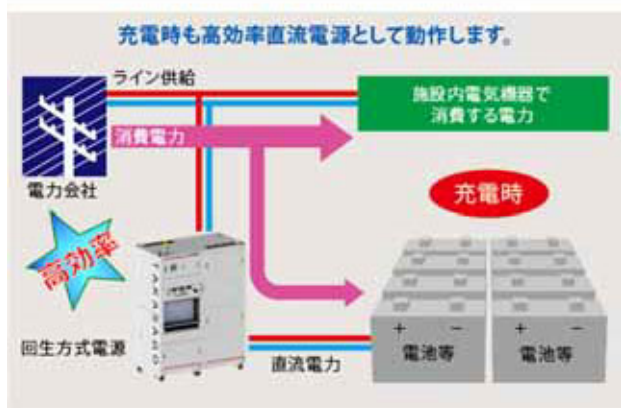 充電時も高効率直流電源として動作します。
ライン供給
施設内電気機器で
消費する電力
消費電力
電力会社
充電時
高効率
回生方式電源
直流電力
+ − + −
電池等 電池等